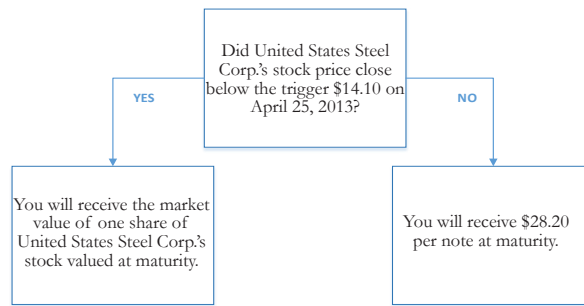 Did United States Steel
Corp.'s stock price close
below the trigger $14.10 on
April 25, 2013?
YES
NO
You will receive the market
value of one share of
United States Steel Corp.'s
stock valued at maturity.
You will receive $28.20
per note at maturity.